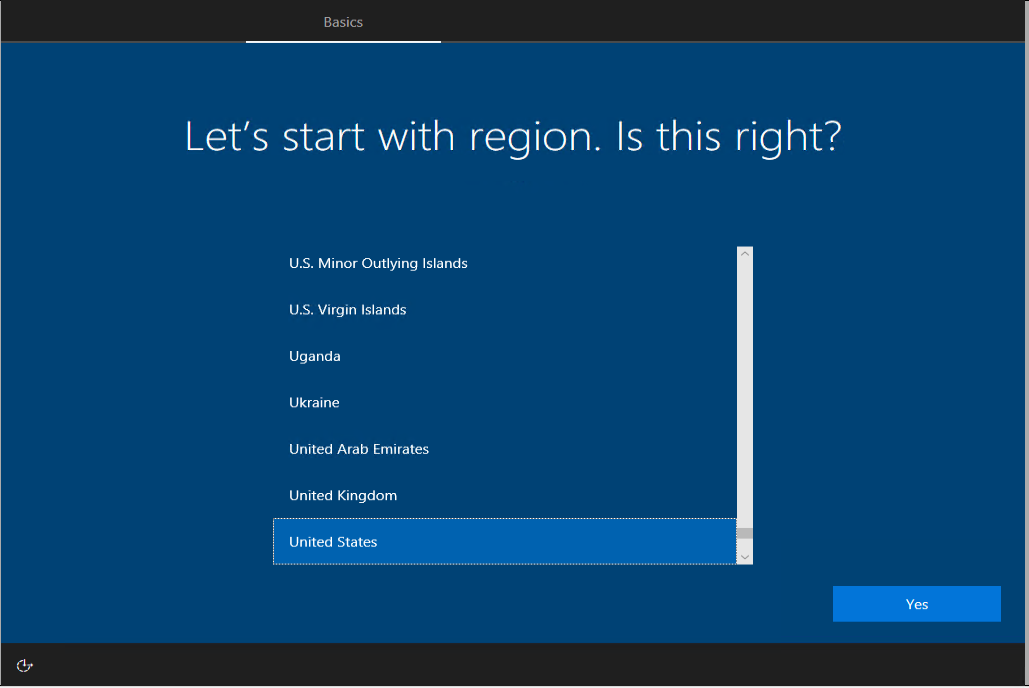 Basics
Let's start with region. Is this right?
U.S. Minor Outlying Islands
U.S. Virgin Islands
Uganda
Ukraine
United Arab Emirates
United Kingdom
United States
Yes